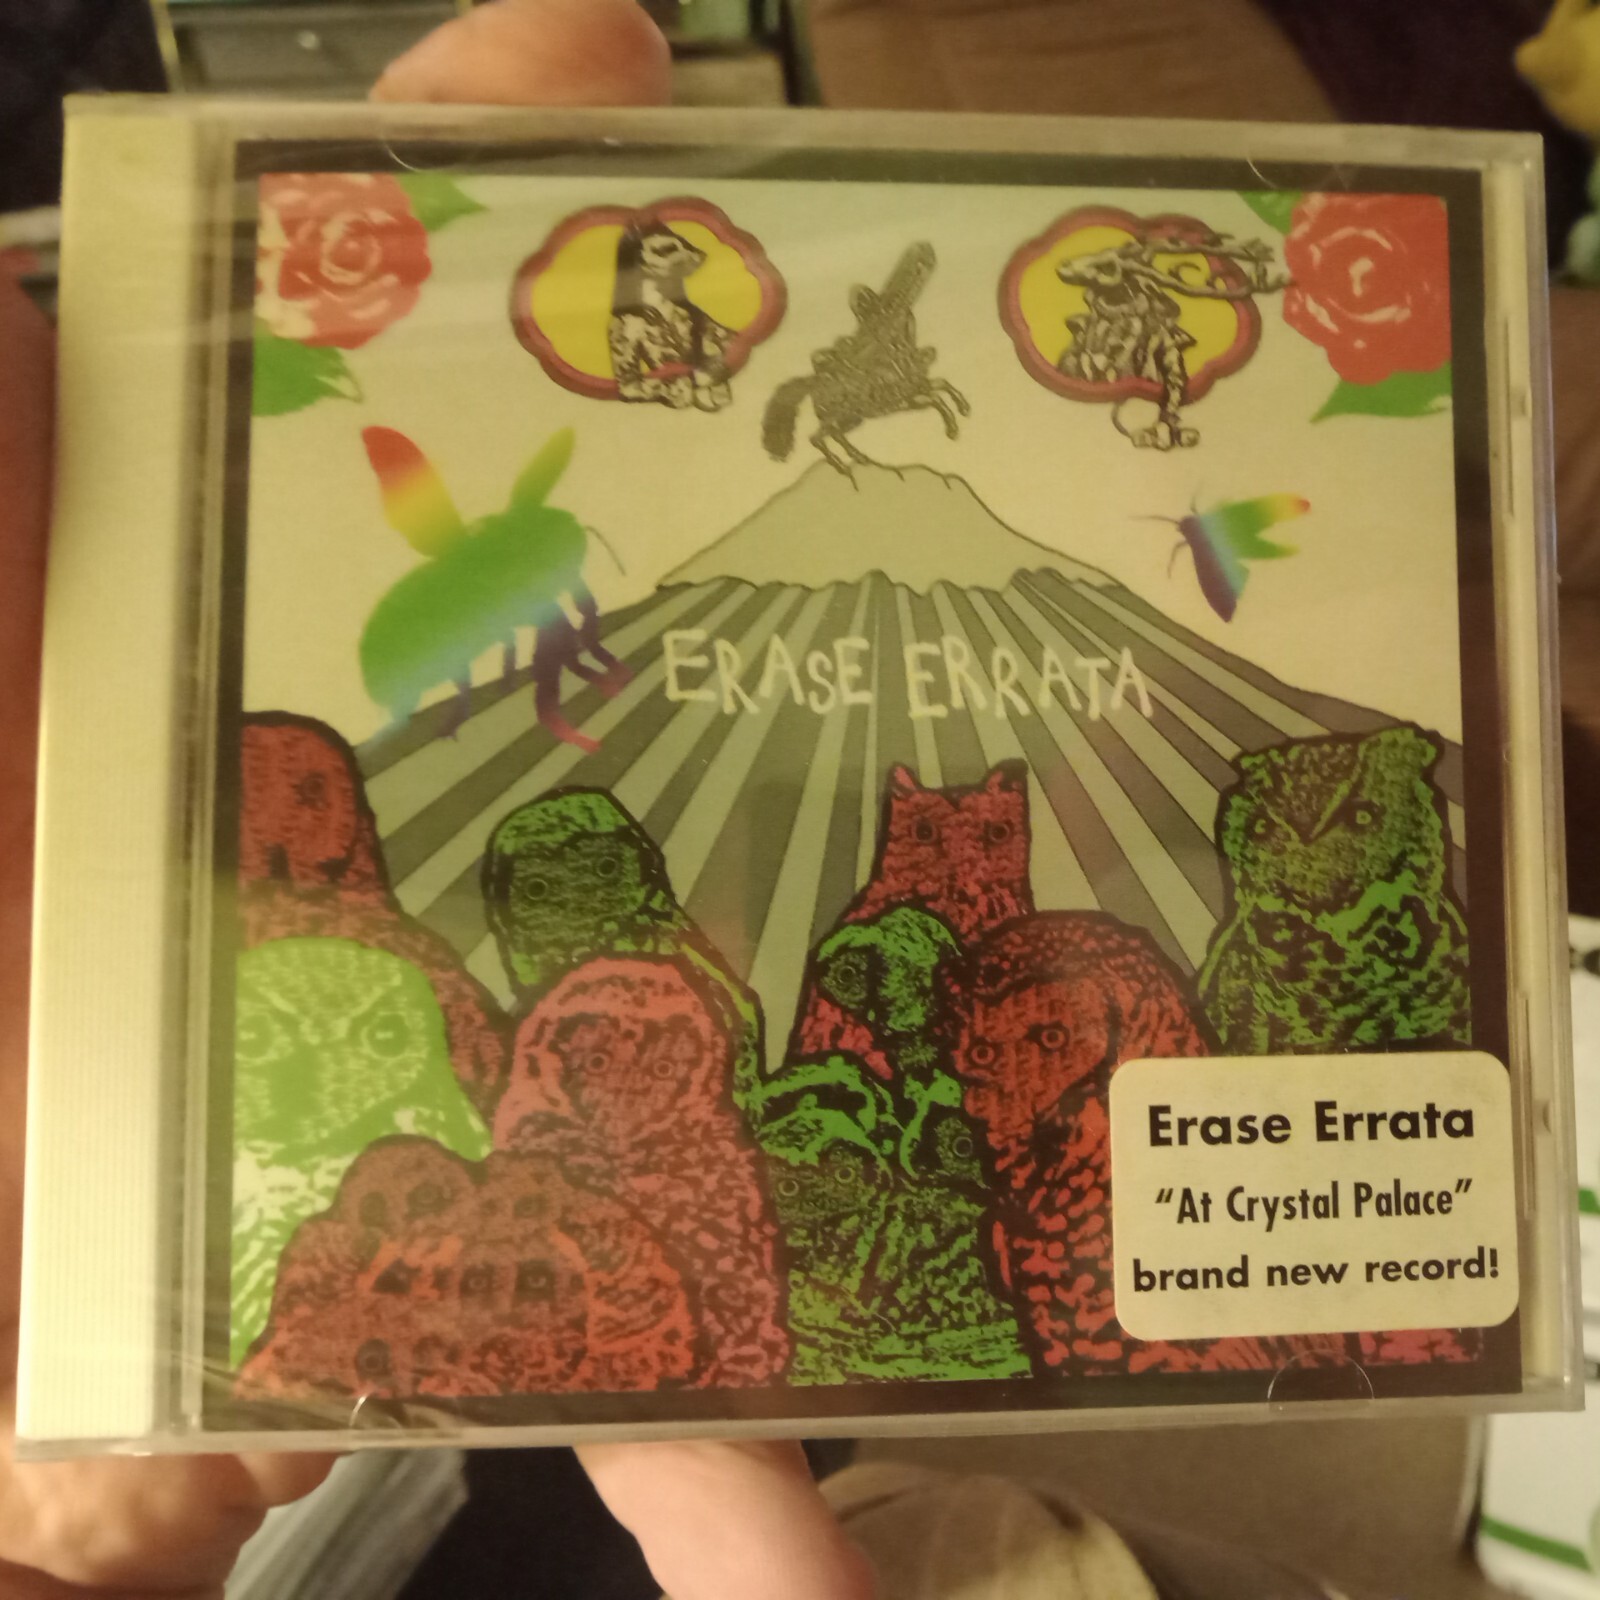 ERASE ERRATA
Erase Errata
"At Crystal Palace"
brand new record!